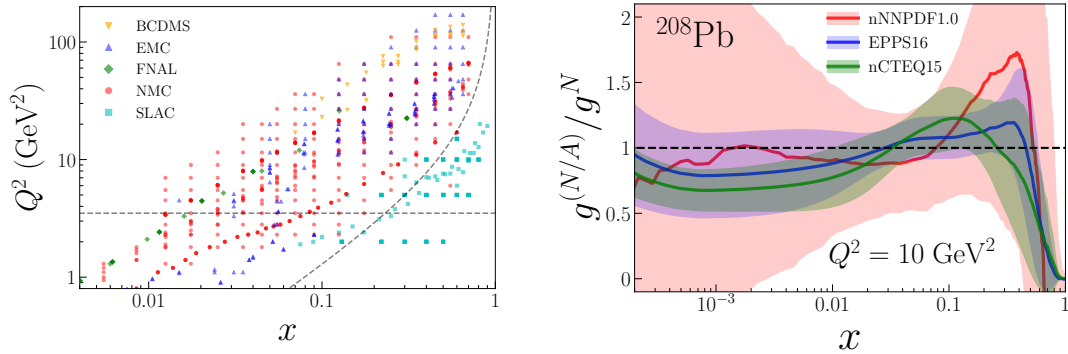 BCDMS
EMC
FNAL
NMC
SLAC
100
10
1
Q² (GeV²)
0.01
0.1
1
x
²⁰⁸Pb
nNNPDF1.0
EPPS16
nCTEQ15
2
1.5
1
0.5
0
g^(N/A)/g^N
Q² = 10 GeV²
10⁻³
0.01
0.1
1
x